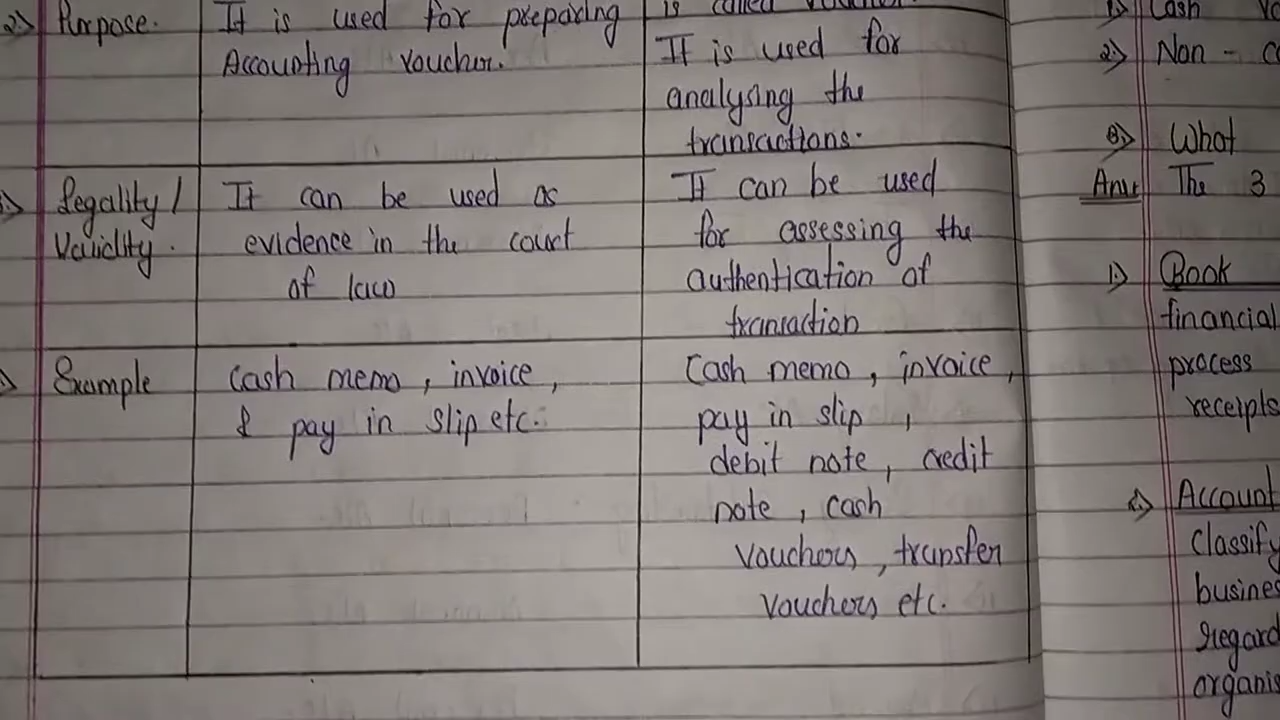 2) Purpose.
It is used for preparing
Accounting voucher.
is called voucher.
It is used for
analysing the
transactions.
Legality /
Validity.
It can be used as
evidence in the court
of law
It can be used
for assessing the
authentication of
transaction
Example
Cash memo, invoice,
& pay in slip etc.
Cash memo, invoice,
pay in slip,
debit note, credit
note, cash
vouchers, transfer
vouchers etc.
1) Cash
2) Non -
What
Ans The 3
1) Book
financial
process
receipts
Account
classify
regard